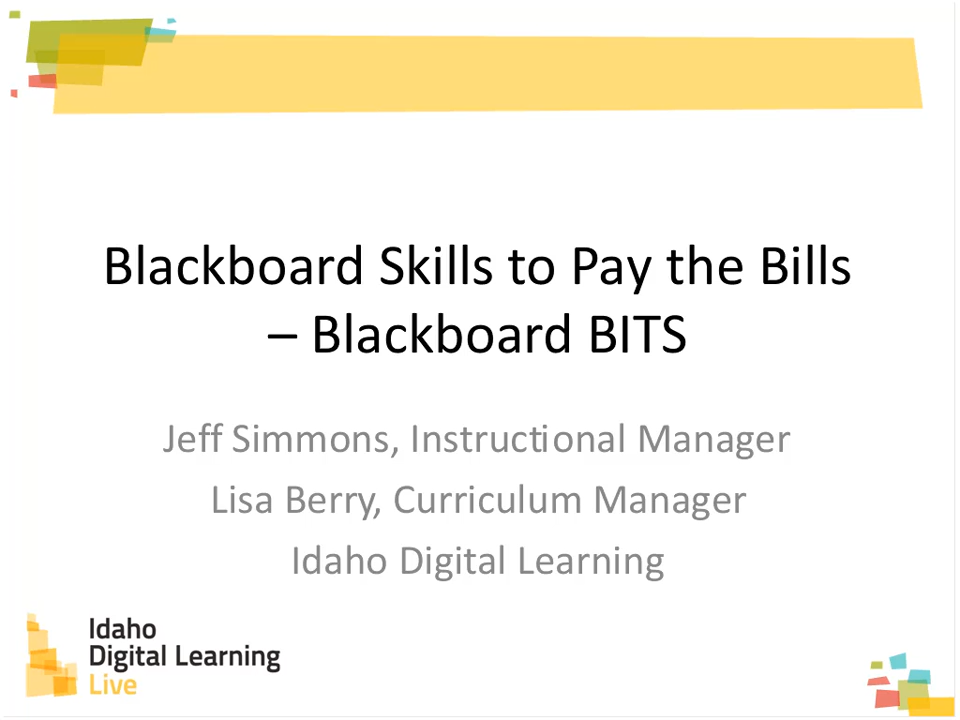 Blackboard Skills to Pay the Bills
– Blackboard BITS
Jeff Simmons, Instructional Manager
Lisa Berry, Curriculum Manager
Idaho Digital Learning
Idaho
Digital Learning
Live